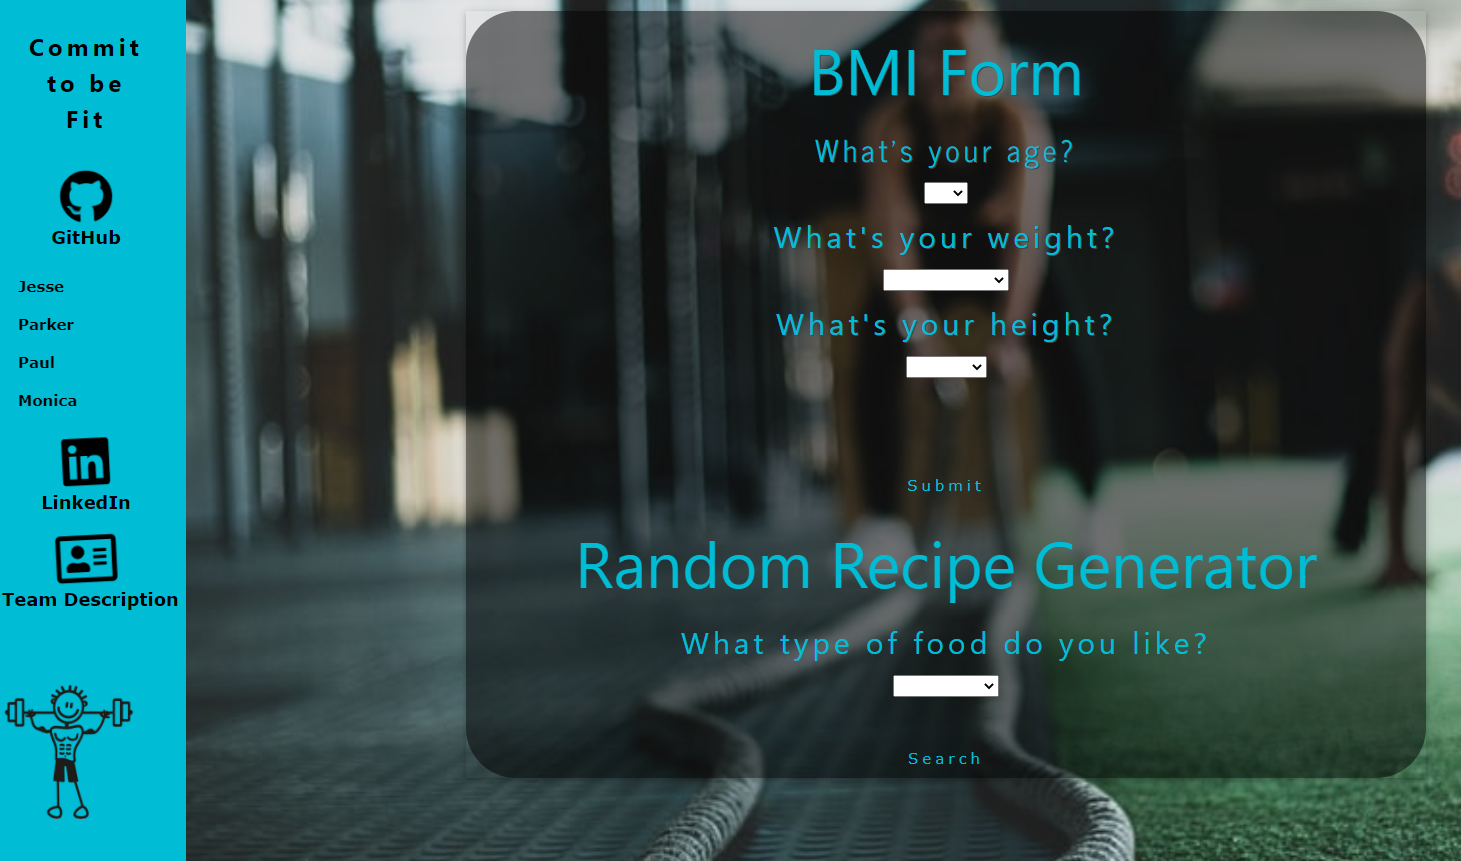 Commit
to be
Fit
GitHub
Jesse
Parker
Paul
Monica
LinkedIn
Team Description
BMI Form
What’s your age?
What's your weight?
What's your height?
Submit
Random Recipe Generator
What type of food do you like?
Search